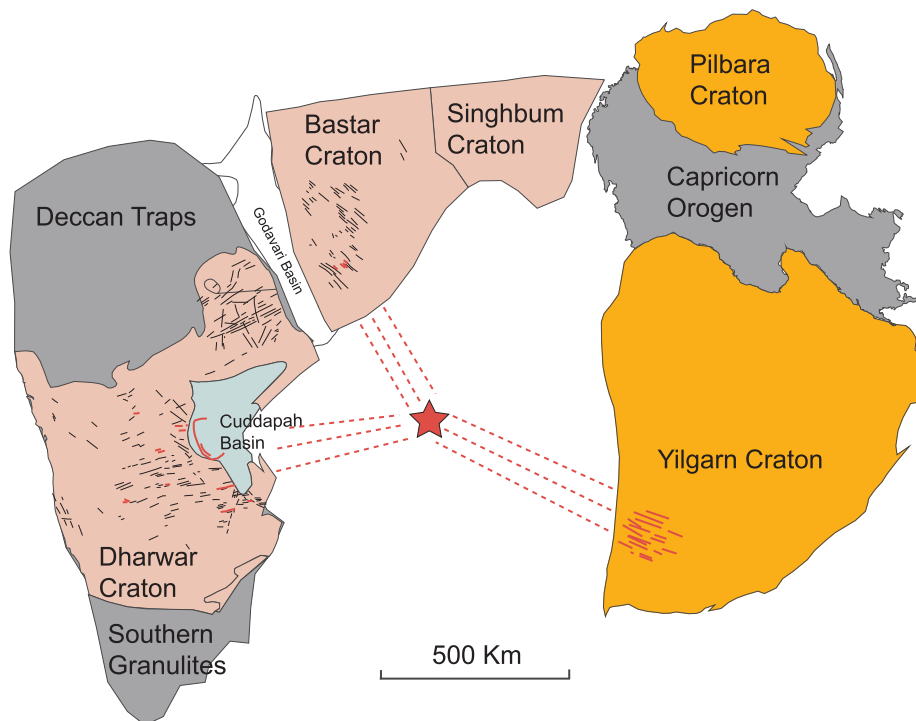 Pilbara
Craton
Bastar
Craton
Singhbum
Craton
Capricorn
Orogen
Deccan Traps
Godavari Basin
Cuddapah
Basin
Yilgarn Craton
Dharwar
Craton
Southern
Granulites
500 Km